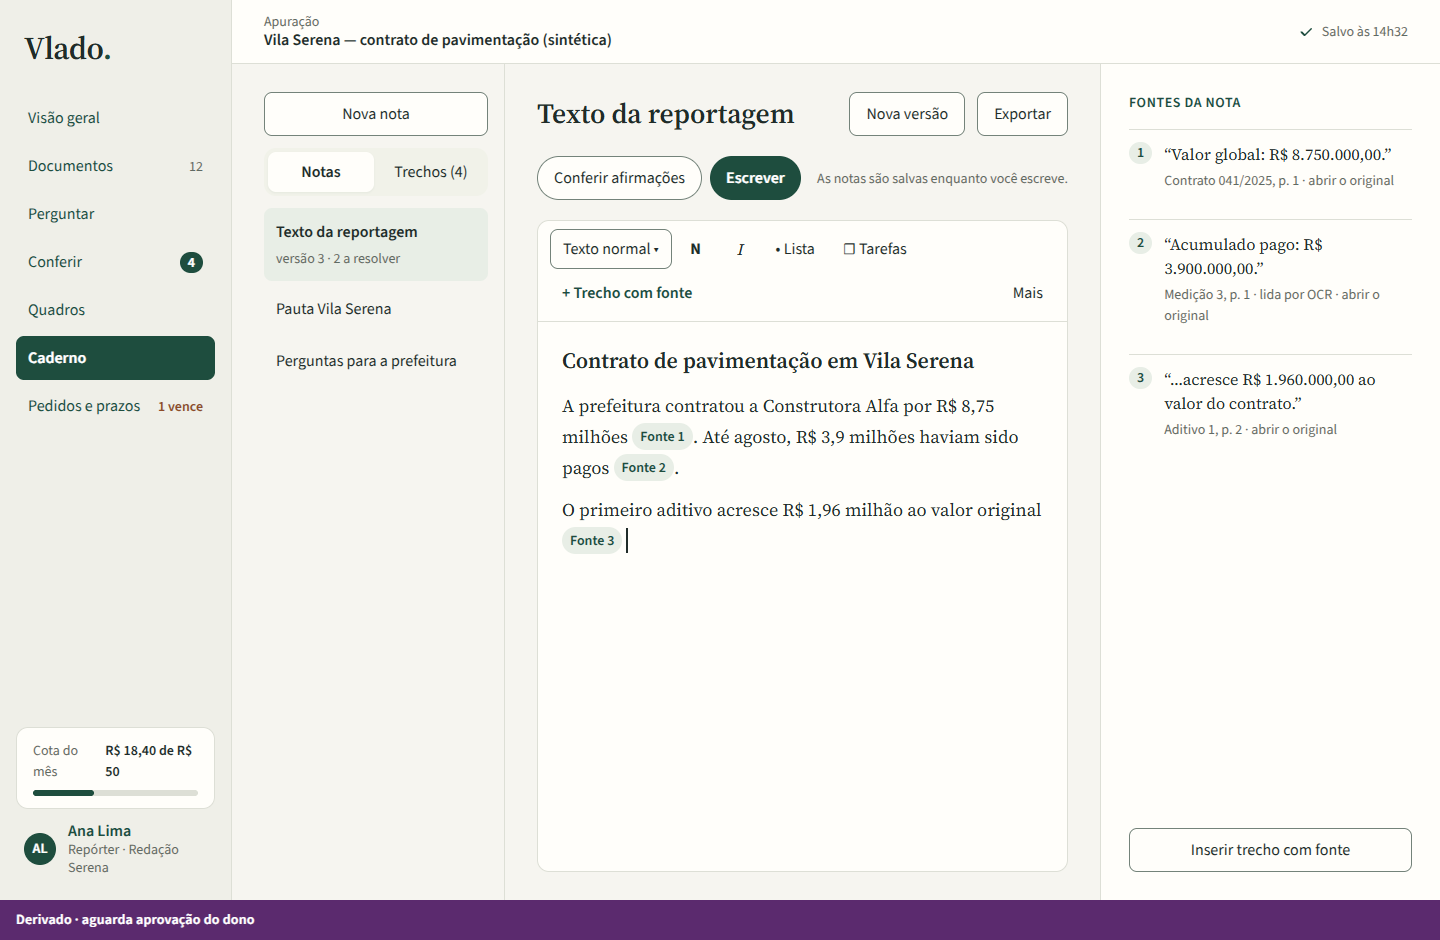 Vlado.
Visão geral
Documentos 12
Perguntar
Conferir 4
Quadros
Caderno
Pedidos e prazos 1 vence
Cota do mês
R$ 18,40 de R$ 50
AL
Ana Lima
Repórter · Redação
Serena
Apuração
Vila Serena — contrato de pavimentação (sintética)
Salvo às 14h32
Nova nota
Notas Trechos (4)
Texto da reportagem
versão 3 · 2 a resolver
Pauta Vila Serena
Perguntas para a prefeitura
Texto da reportagem
Nova versão Exportar
Conferir afirmações Escrever As notas são salvas enquanto você escreve.
Texto normal ▾ N I • Lista ☐ Tarefas
+ Trecho com fonte Mais
Contrato de pavimentação em Vila Serena
A prefeitura contratou a Construtora Alfa por R$ 8,75
milhões Fonte 1 . Até agosto, R$ 3,9 milhões haviam sido
pagos Fonte 2 .
O primeiro aditivo acresce R$ 1,96 milhão ao valor original
Fonte 3
FONTES DA NOTA
1 “Valor global: R$ 8.750.000,00.”
Contrato 041/2025, p. 1 · abrir o original
2 “Acumulado pago: R$
3.900.000,00.”
Medição 3, p. 1 · lida por OCR · abrir o
original
3 “…acresce R$ 1.960.000,00 ao
valor do contrato.”
Aditivo 1, p. 2 · abrir o original
Inserir trecho com fonte
Derivado · aguarda aprovação do dono